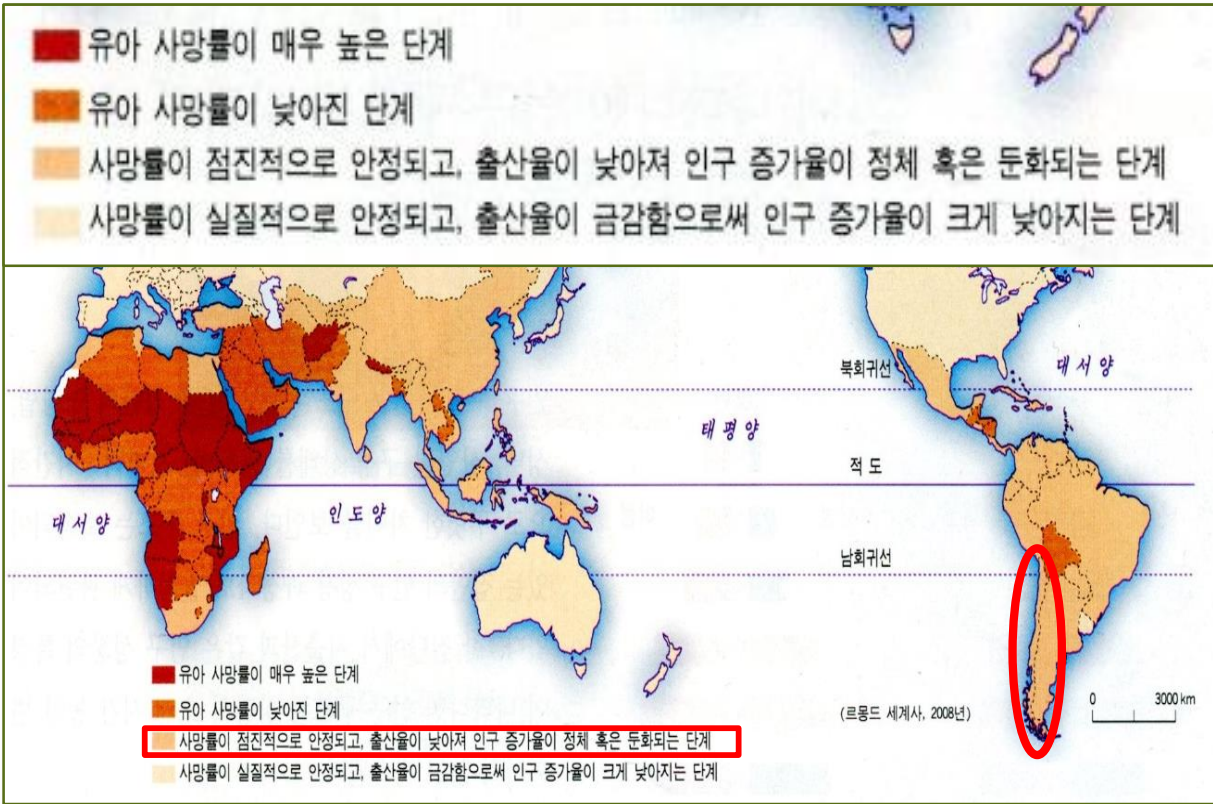 유아 사망률이 매우 높은 단계
유아 사망률이 낮아진 단계
사망률이 점진적으로 안정되고, 출산율이 낮아져 인구 증가율이 정체 혹은 둔화되는 단계
사망률이 실질적으로 안정되고, 출산율이 금감함으로써 인구 증가율이 크게 낮아지는 단계
북회귀선
대서양
태평양
적도
대서양
인도양
남회귀선
유아 사망률이 매우 높은 단계
유아 사망률이 낮아진 단계
0 3000 km
(르몽드 세계사, 2008년)
사망률이 점진적으로 안정되고, 출산율이 낮아져 인구 증가율이 정체 혹은 둔화되는 단계
사망률이 실질적으로 안정되고, 출산율이 금감함으로써 인구 증가율이 크게 낮아지는 단계